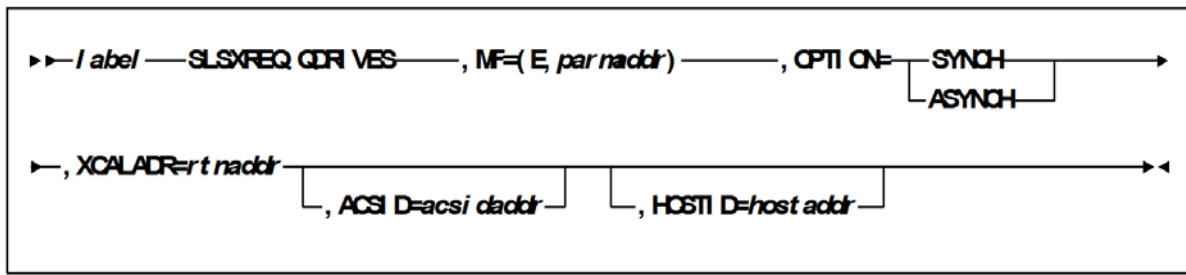 label SLSXREQ QDRIVES , MF=(E, parmaddr) , OPTION= SYNCH
ASYNCH
, XCALADR=rtnaddr
, ACSID=acsidaddr , HOSTID=hostaddr